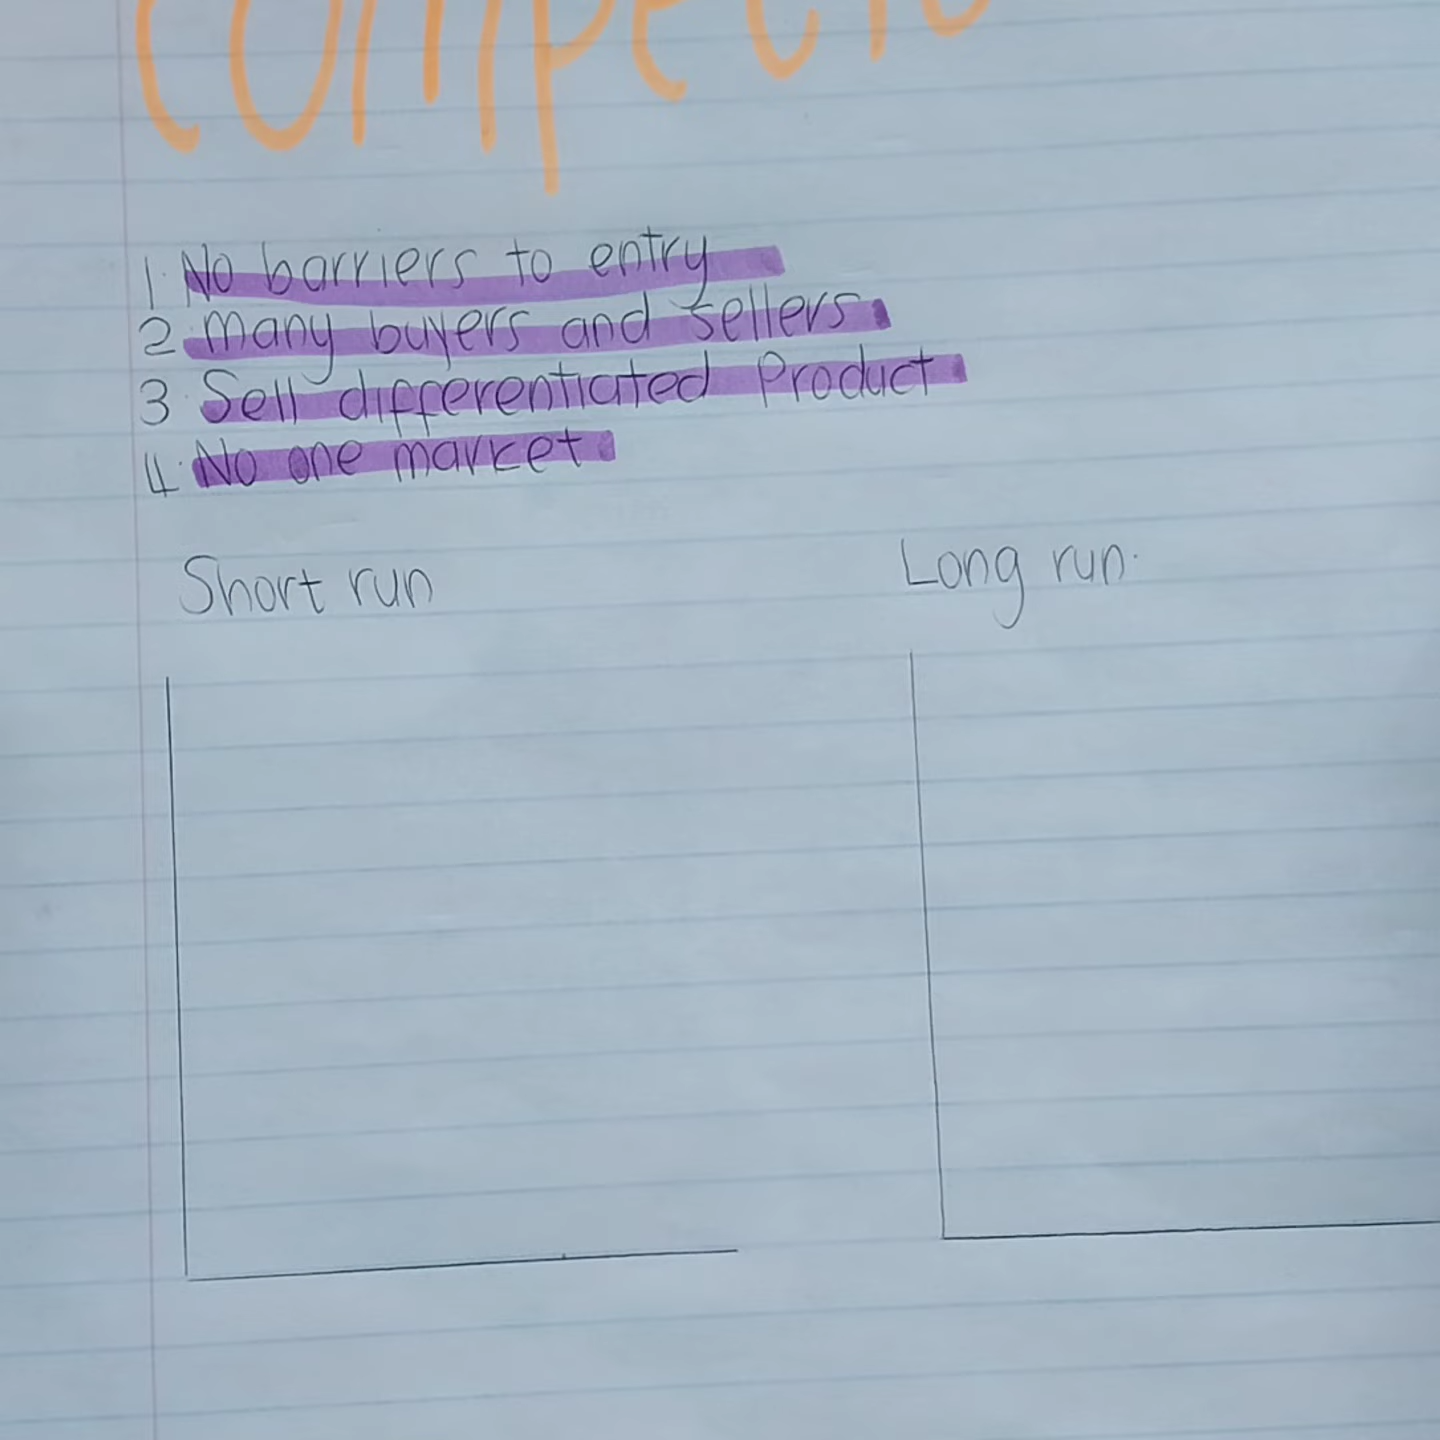 1. No barriers to entry
2. many buyers and sellers
3. Sell differentiated Product
4. No one market
Short run
Long run.